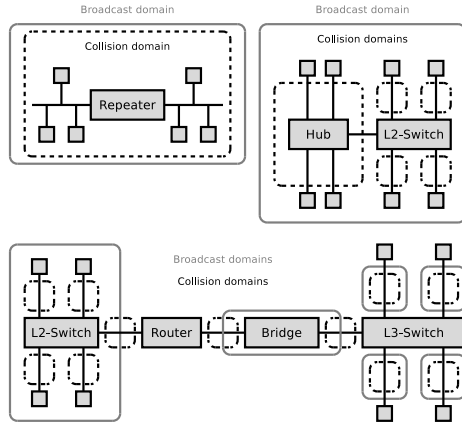 Broadcast domain
Broadcast domain
Collision domain
Collision domains
Repeater
Hub
L2-Switch
Broadcast domains
Collision domains
L2-Switch
Router
Bridge
L3-Switch